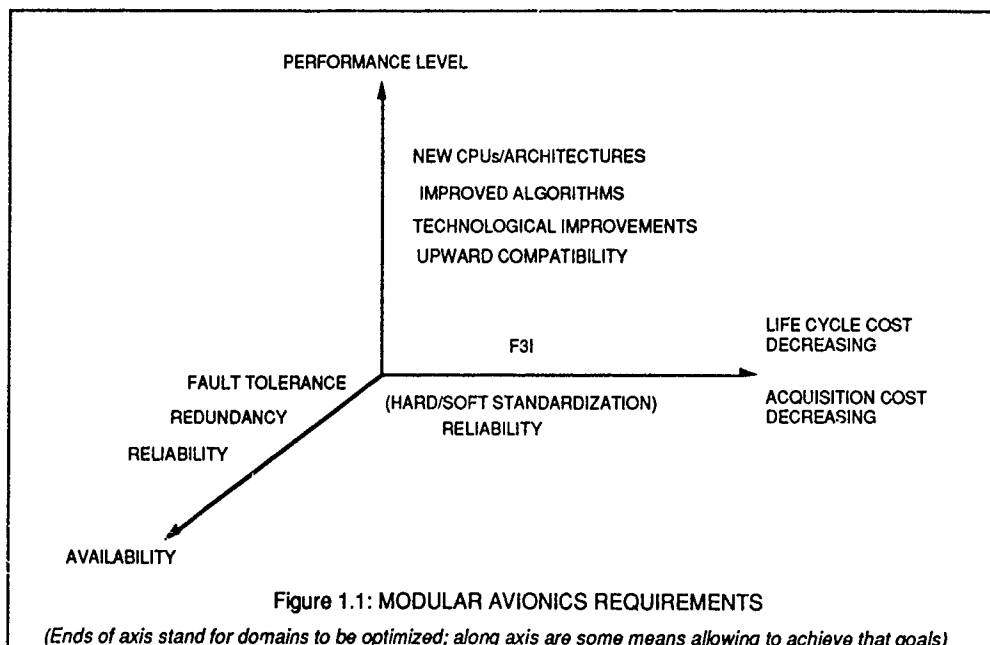 PERFORMANCE LEVEL
NEW CPUs/ARCHITECTURES
IMPROVED ALGORITHMS
TECHNOLOGICAL IMPROVEMENTS
UPWARD COMPATIBILITY
F3I
LIFE CYCLE COST
DECREASING
(HARD/SOFT STANDARDIZATION)
RELIABILITY
ACQUISITION COST
DECREASING
FAULT TOLERANCE
REDUNDANCY
RELIABILITY
AVAILABILITY
Figure 1.1: MODULAR AVIONICS REQUIREMENTS
(Ends of axis stand for domains to be optimized; along axis are some means allowing to achieve that goals)